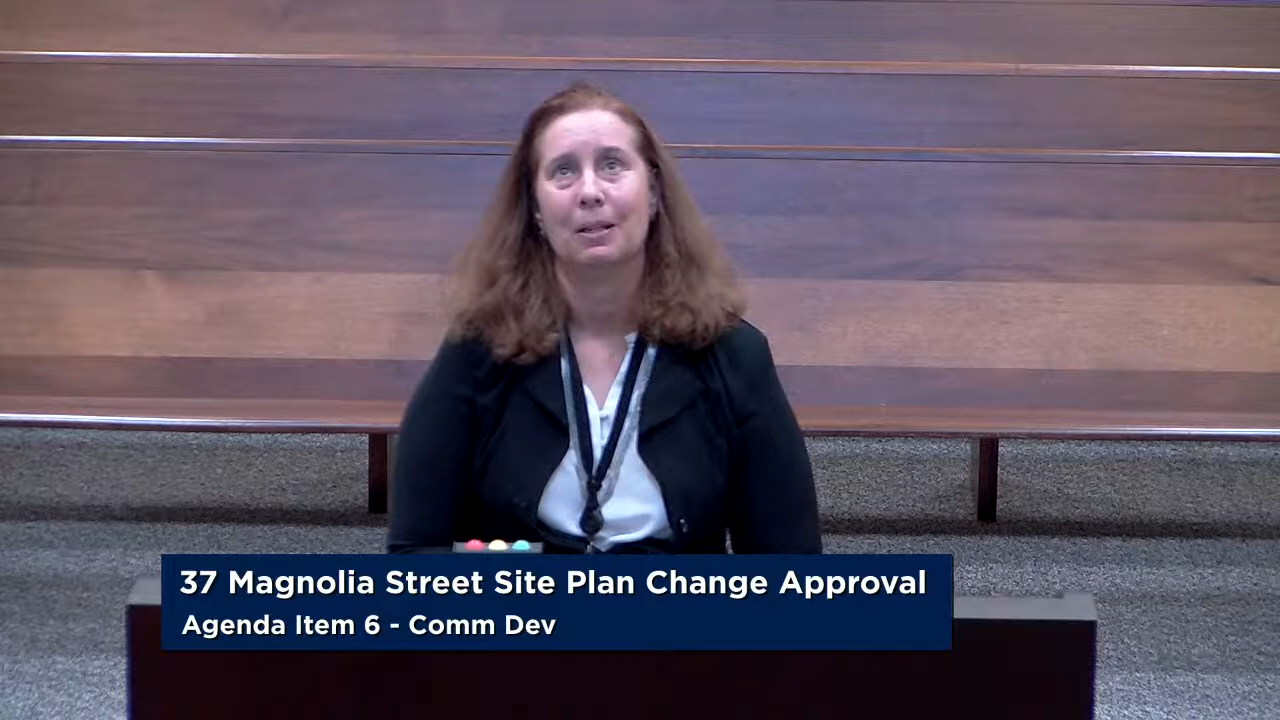 37 Magnolia Street Site Plan Change Approval
Agenda Item 6 - Comm Dev